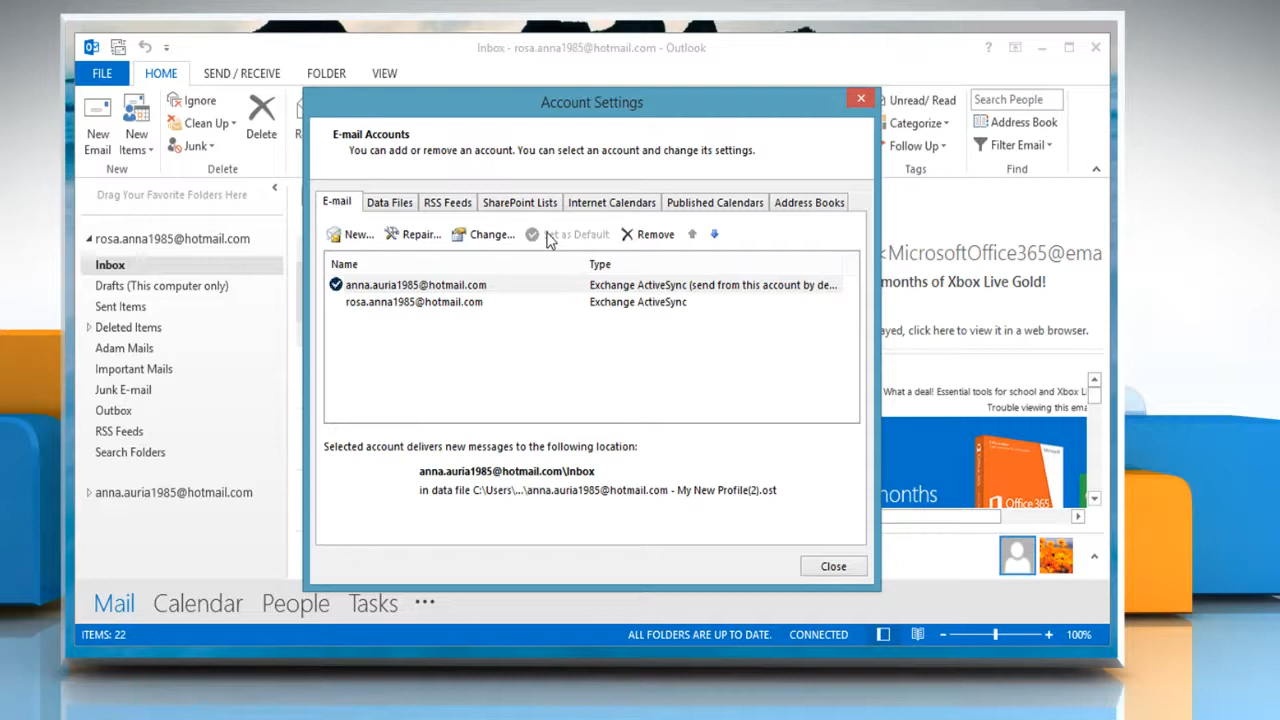 Inbox - rosa.anna1985@hotmail.com - Outlook
FILE HOME SEND / RECEIVE FOLDER VIEW
New Email
New Items
New
Ignore
Clean Up
Junk
Delete
Delete
Unread/ Read
Categorize
Follow Up
Tags
Search People
Address Book
Filter Email
Find
Drag Your Favorite Folders Here
rosa.anna1985@hotmail.com
Inbox
Drafts (This computer only)
Sent Items
Deleted Items
Adam Mails
Important Mails
Junk E-mail
Outbox
RSS Feeds
Search Folders
anna.auria1985@hotmail.com
Account Settings
E-mail Accounts
You can add or remove an account. You can select an account and change its settings.
E-mail Data Files RSS Feeds SharePoint Lists Internet Calendars Published Calendars Address Books
New... Repair... Change... as Default Remove
Name Type
anna.auria1985@hotmail.com Exchange ActiveSync (send from this account by de...
rosa.anna1985@hotmail.com Exchange ActiveSync
Selected account delivers new messages to the following location:
anna.auria1985@hotmail.com\Inbox
in data file C:\Users\...\anna.auria1985@hotmail.com - My New Profile(2).ost
Close
<MicrosoftOffice365@ema
months of Xbox Live Gold!
ayed, click here to view it in a web browser.
What a deal! Essential tools for school and Xbox Li
Trouble viewing this ema
months
Office 365
Mail Calendar People Tasks ...
ITEMS: 22 ALL FOLDERS ARE UP TO DATE. CONNECTED 100%